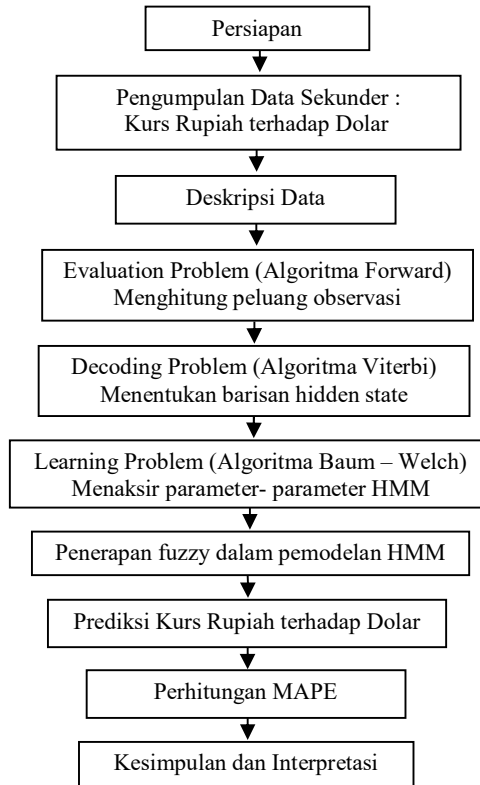 Persiapan
Pengumpulan Data Sekunder :
Kurs Rupiah terhadap Dolar
Deskripsi Data
Evaluation Problem (Algoritma Forward)
Menghitung peluang observasi
Decoding Problem (Algoritma Viterbi)
Menentukan barisan hidden state
Learning Problem (Algoritma Baum – Welch)
Menaksir parameter- parameter HMM
Penerapan fuzzy dalam pemodelan HMM
Prediksi Kurs Rupiah terhadap Dolar
Perhitungan MAPE
Kesimpulan dan Interpretasi